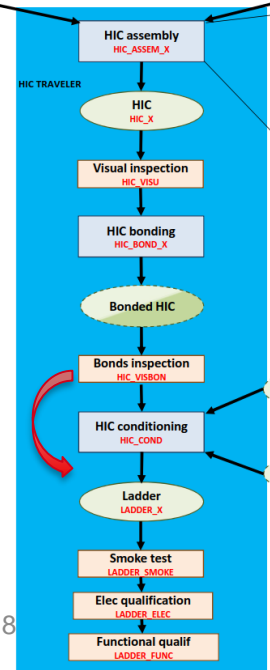 HIC assembly
HIC_ASSEM_X
HIC TRAVELER
HIC
HIC_X
Visual inspection
HIC_VISU
HIC bonding
HIC_BOND_X
Bonded HIC
Bonds inspection
HIC_VISBON
HIC conditioning
HIC_COND
Ladder
LADDER_X
Smoke test
LADDER_SMOKE
Elec qualification
LADDER_ELEC
8
Functional qualif
LADDER_FUNC